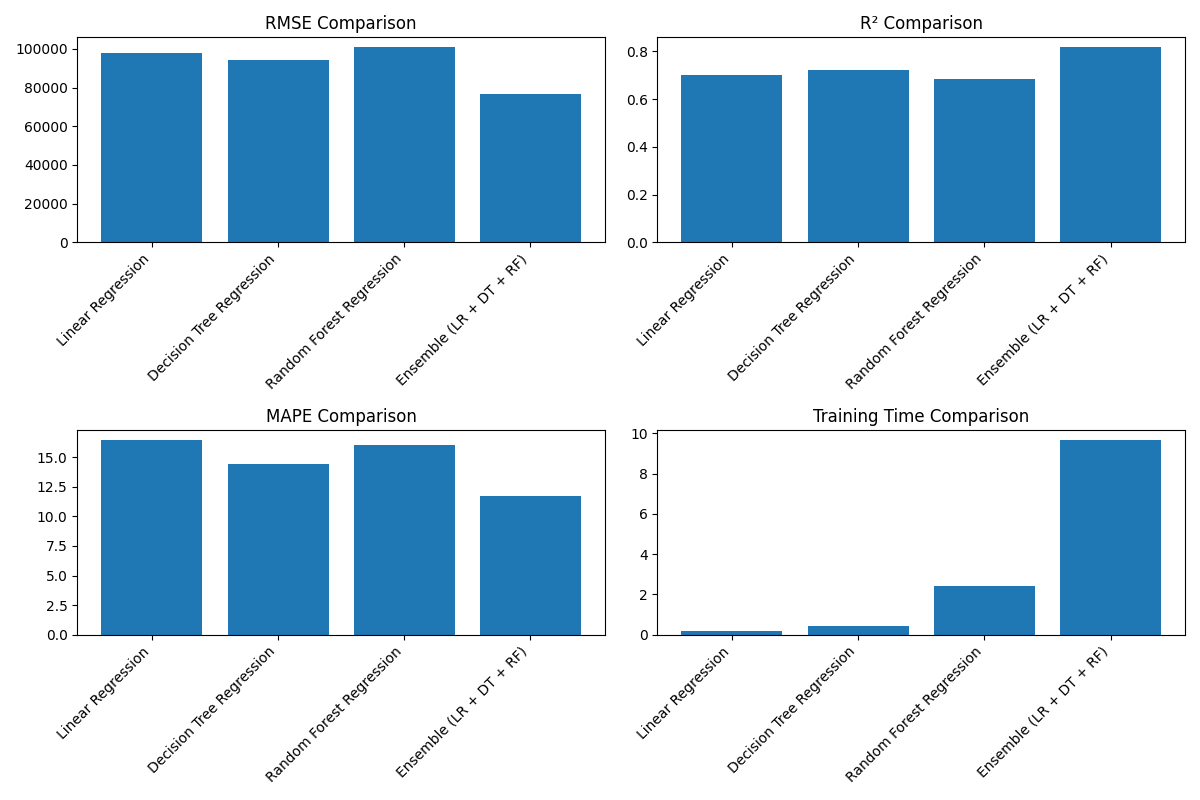 RMSE Comparison
100000
80000
60000
40000
20000
0
Linear Regression
Decision Tree Regression
Random Forest Regression
Ensemble (LR + DT + RF)
R² Comparison
0.8
0.6
0.4
0.2
0.0
Linear Regression
Decision Tree Regression
Random Forest Regression
Ensemble (LR + DT + RF)
MAPE Comparison
15.0
12.5
10.0
7.5
5.0
2.5
0.0
Linear Regression
Decision Tree Regression
Random Forest Regression
Ensemble (LR + DT + RF)
Training Time Comparison
10
8
6
4
2
0
Linear Regression
Decision Tree Regression
Random Forest Regression
Ensemble (LR + DT + RF)